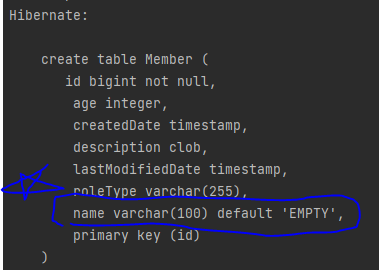 Hibernate:
create table Member (
id bigint not null,
age integer,
createdDate timestamp,
description clob,
lastModifiedDate timestamp,
roleType varchar(255),
name varchar(100) default 'EMPTY',
primary key (id)
)